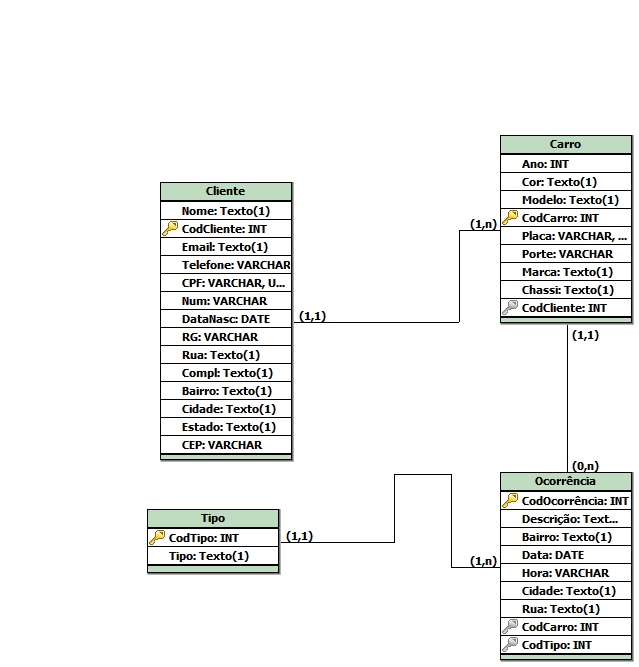 Carro
Ano: INT
Cor: Texto(1)
Modelo: Texto(1)
CodCarro: INT
Placa: VARCHAR, ...
Porte: VARCHAR
Marca: Texto(1)
Chassi: Texto(1)
CodCliente: INT
Cliente
Nome: Texto(1)
CodCliente: INT
Email: Texto(1)
Telefone: VARCHAR
CPF: VARCHAR, U...
Num: VARCHAR
DataNasc: DATE
RG: VARCHAR
Rua: Texto(1)
Compl: Texto(1)
Bairro: Texto(1)
Cidade: Texto(1)
Estado: Texto(1)
CEP: VARCHAR
(1,n)
(1,1)
(1,1)
(0,n)
Ocorrência
CodOcorrência: INT
Descrição: Text...
Bairro: Texto(1)
Data: DATE
Hora: VARCHAR
Cidade: Texto(1)
Rua: Texto(1)
CodCarro: INT
CodTipo: INT
Tipo
CodTipo: INT
Tipo: Texto(1)
(1,1)
(1,n)